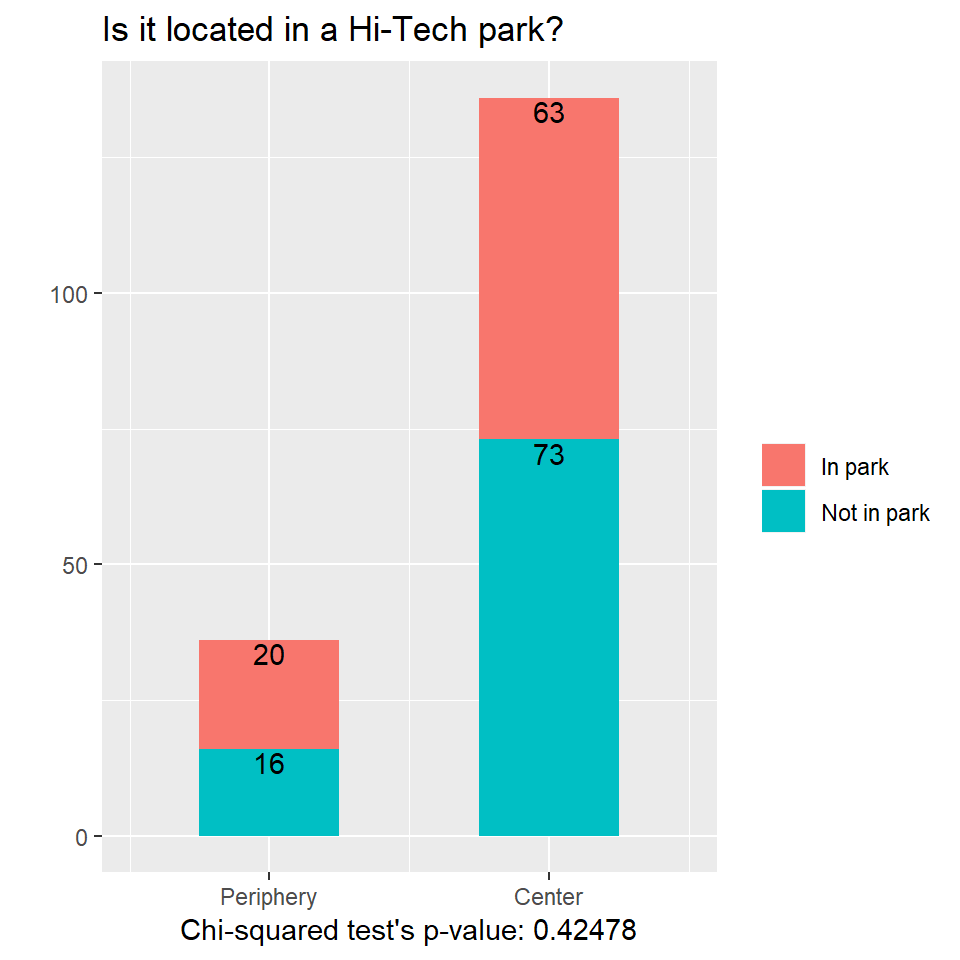 Is it located in a Hi-Tech park?
63
100
73
In park
Not in park
50
20
16
0
Periphery
Center
Chi-squared test's p-value: 0.42478